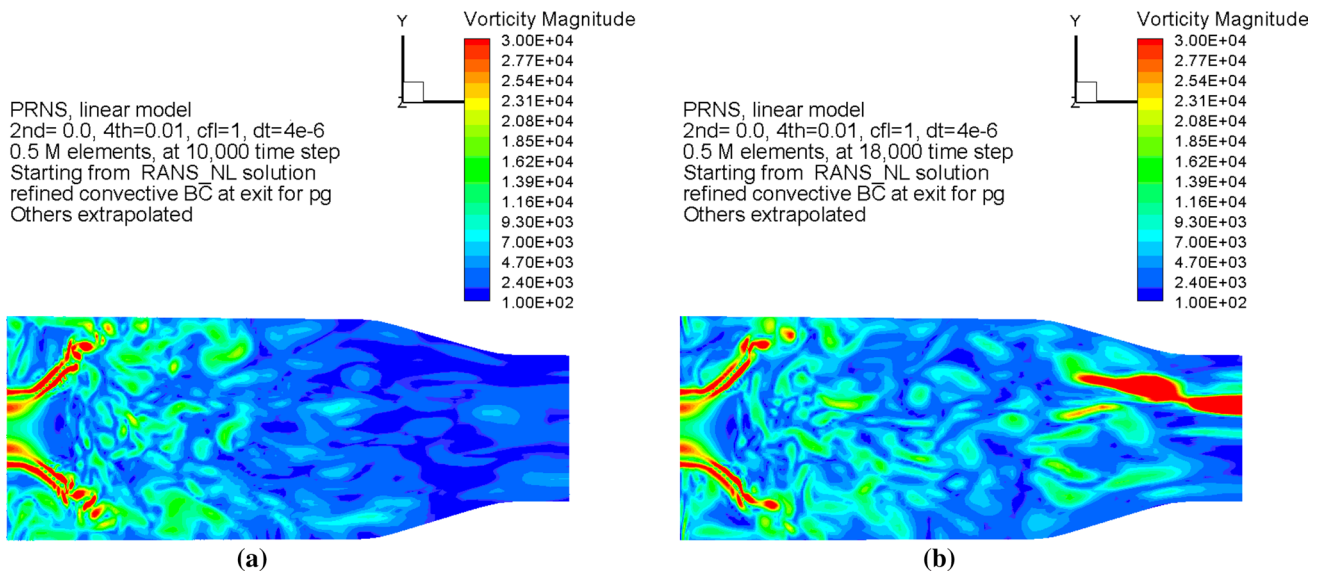 Y
Z
Vorticity Magnitude
3.00E+04
2.77E+04
2.54E+04
2.31E+04
2.08E+04
1.85E+04
1.62E+04
1.39E+04
1.16E+04
9.30E+03
7.00E+03
4.70E+03
2.40E+03
1.00E+02
PRNS, linear model
2nd= 0.0, 4th=0.01, cfl=1, dt=4e-6
0.5 M elements, at 10,000 time step
Starting from RANS_NL solution
refined convective BC at exit for pg
Others extrapolated
(a)
Y
Z
Vorticity Magnitude
3.00E+04
2.77E+04
2.54E+04
2.31E+04
2.08E+04
1.85E+04
1.62E+04
1.39E+04
1.16E+04
9.30E+03
7.00E+03
4.70E+03
2.40E+03
1.00E+02
PRNS, linear model
2nd= 0.0, 4th=0.01, cfl=1, dt=4e-6
0.5 M elements, at 18,000 time step
Starting from RANS_NL solution
refined convective BC at exit for pg
Others extrapolated
(b)